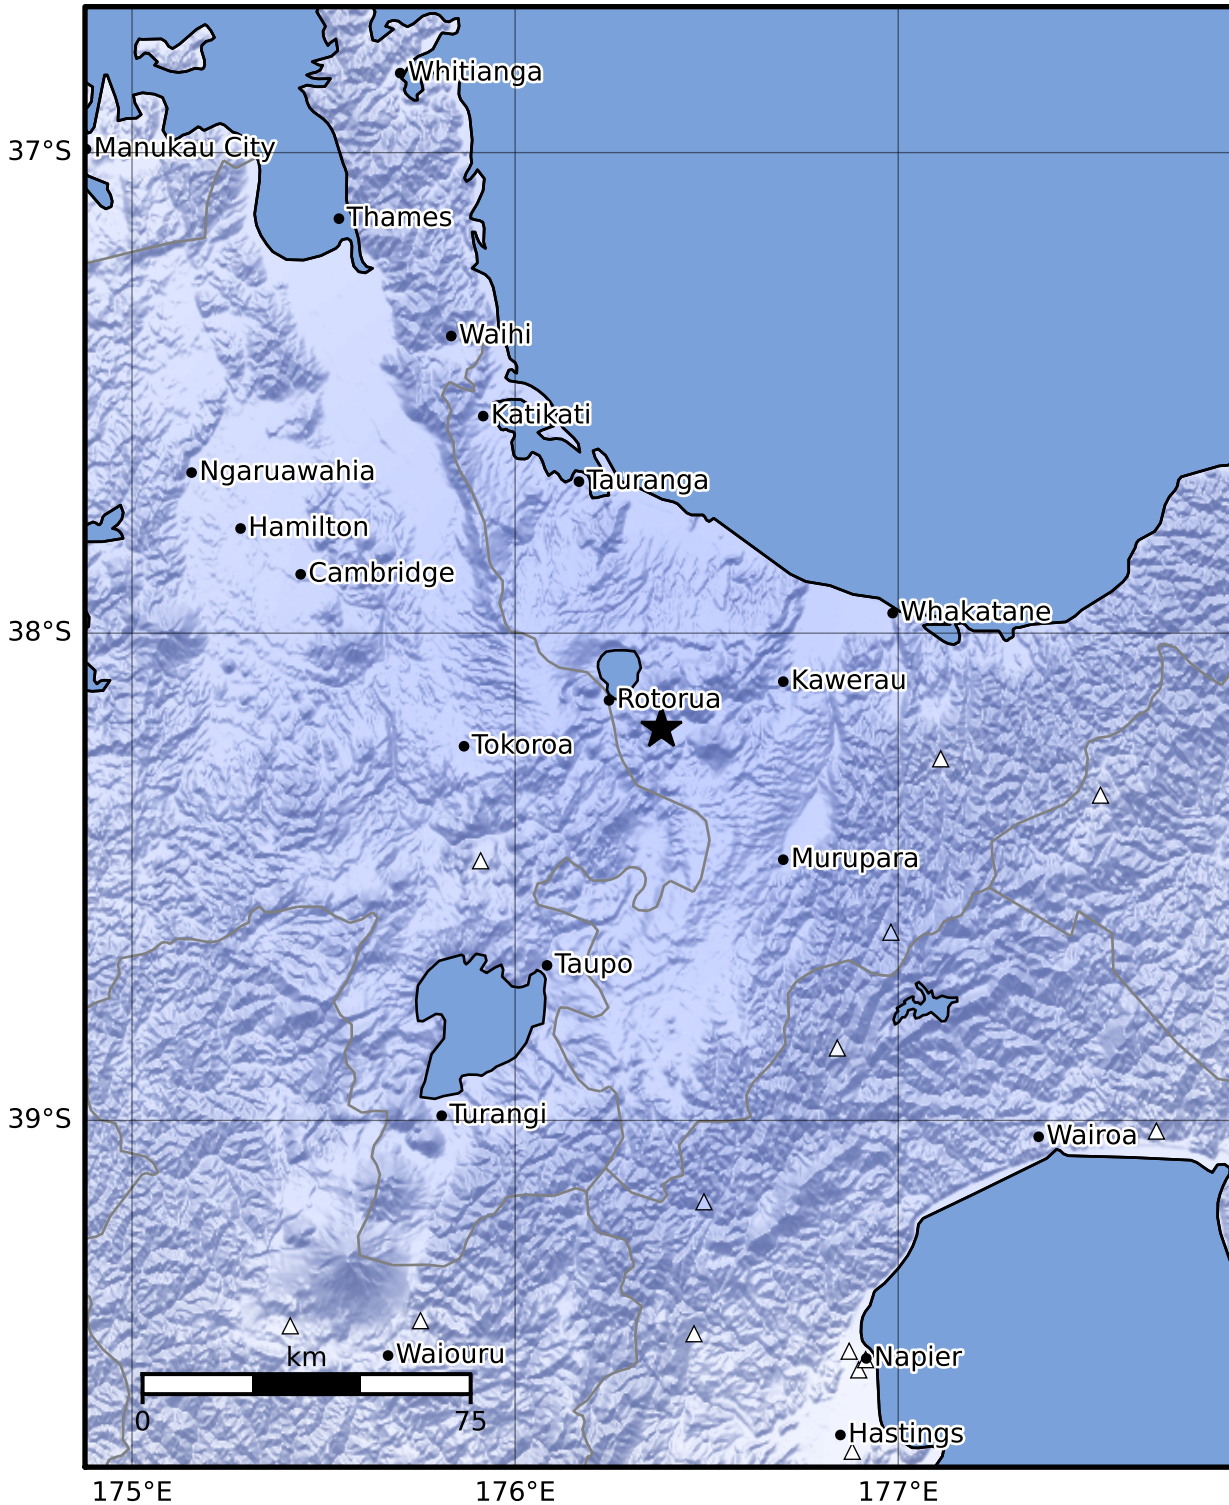 Whitianga
37°S
Manukau City
Thames
Waihi
Katikati
Ngaruawahia
Tauranga
Hamilton
Cambridge
38°S
Whakatane
Kawerau
Rotorua
Tokoroa
Murupara
Taupo
39°S
Turangi
Wairoa
km
Waiouru
Napier
0
75
Hastings
175°E
176°E
177°E